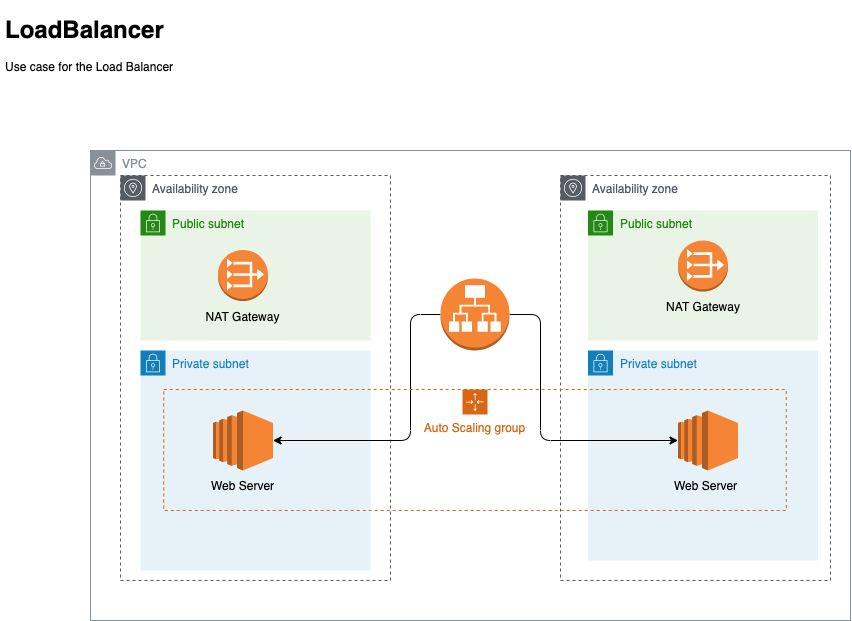 LoadBalancer
Use case for the Load Balancer
VPC
Availability zone
Availability zone
Public subnet
Public subnet
NAT Gateway
NAT Gateway
Private subnet
Private subnet
Auto Scaling group
Web Server
Web Server